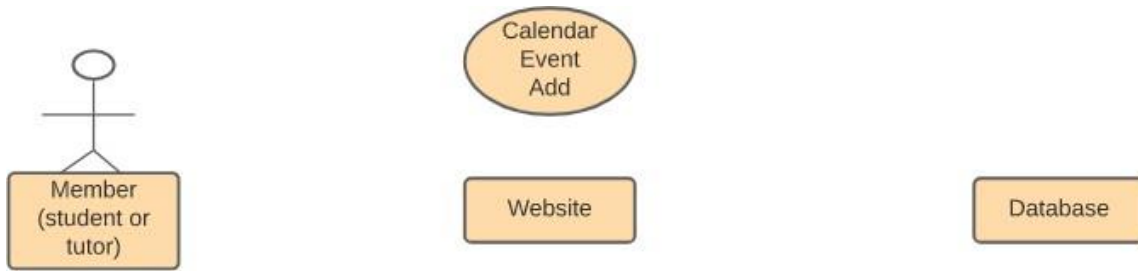 Calendar
Event
Add
Member
(student or
tutor)
Website
Database